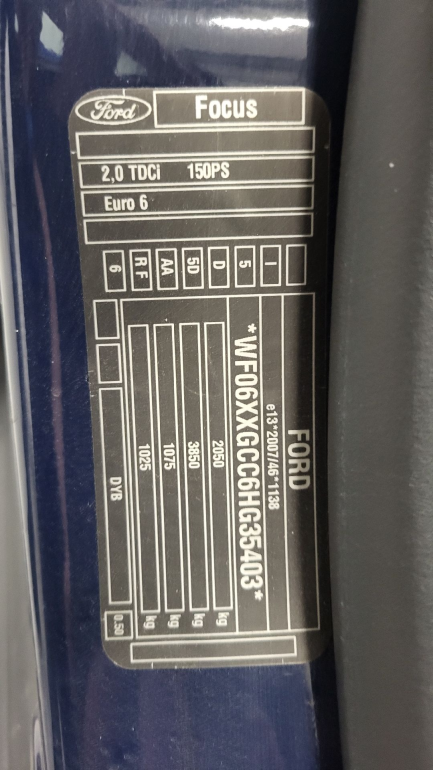 Ford
Focus
2,0 TDCi 150PS
Euro 6
I
5
D
5D
AA
R F
6
FORD
e13*2007/46*1138
*WF06XXGCC6HG35403*
2050 kg
3850 kg
1075 kg
1025 kg
DYB 0.50